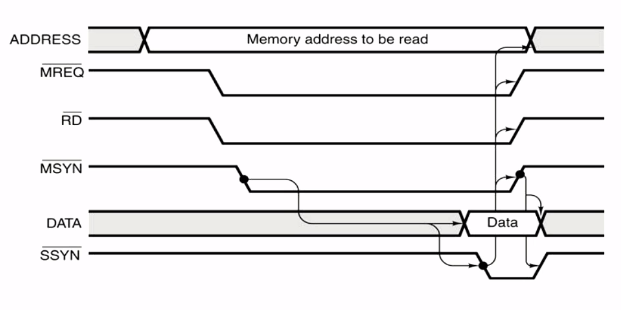 ADDRESS
Memory address to be read
MREQ
RD
MSYN
DATA
Data
SSYN